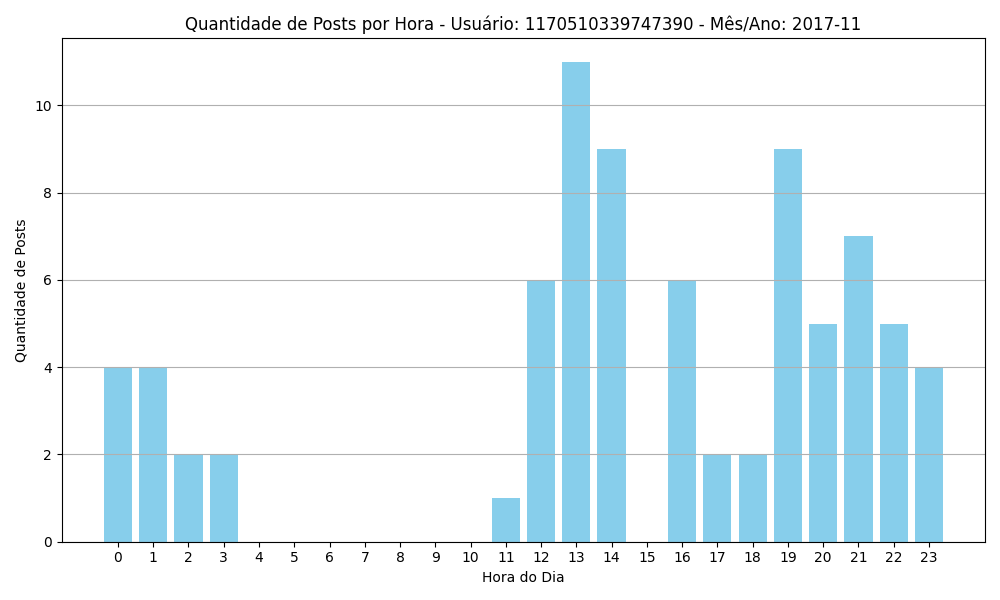 Quantidade de Posts por Hora - Usuário: 1170510339747390 - Mês/Ano: 2017-11
Quantidade de Posts
10
8
6
4
2
0
0 1 2 3 4 5 6 7 8 9 10 11 12 13 14 15 16 17 18 19 20 21 22 23
Hora do Dia